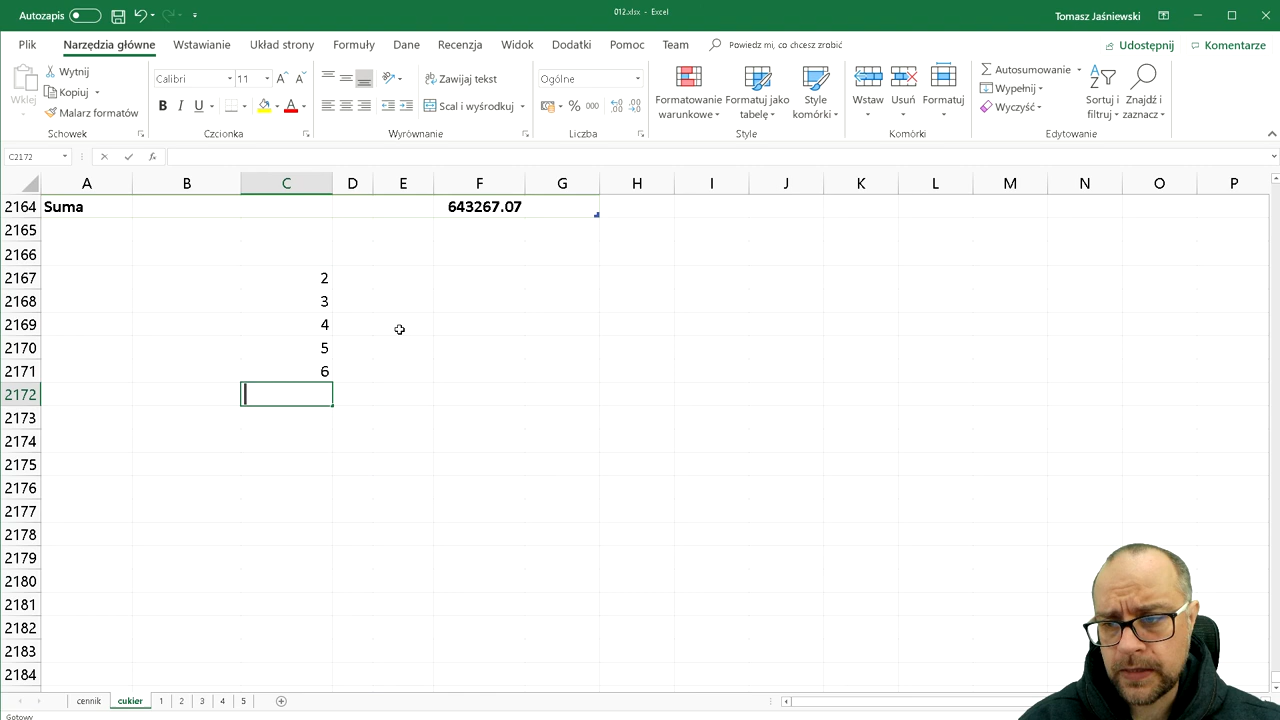 Autozapis
012.xlsx - Excel
Tomasz Jaśniewski
Plik Narzędzia główne Wstawianie Układ strony Formuły Dane Recenzja Widok Dodatki Pomoc Team Powiedz mi, co chcesz zrobić Udostępnij Komentarze
Wklej
Wytnij
Kopiuj
Malarz formatów
Schowek
Calibri 11
B I U
Czcionka
Zawijaj tekst
Scal i wyśrodkuj
Wyrównanie
Ogólne
% 000
Liczba
Formatowanie warunkowe
Formatuj jako tabelę
Style komórki
Style
Wstaw Usuń Formatuj
Komórki
Autosumowanie
Wypełnij
Wyczyść
Sortuj i filtruj
Znajdź i zaznacz
Edytowanie
C2172 fx
A B C D E F G H I J K L M N O P
2164 Suma 643267.07
2165
2166
2167 2
2168 3
2169 4
2170 5
2171 6
2172
2173
2174
2175
2176
2177
2178
2179
2180
2181
2182
2183
2184
cennik cukier 1 2 3 4 5
Gotowy